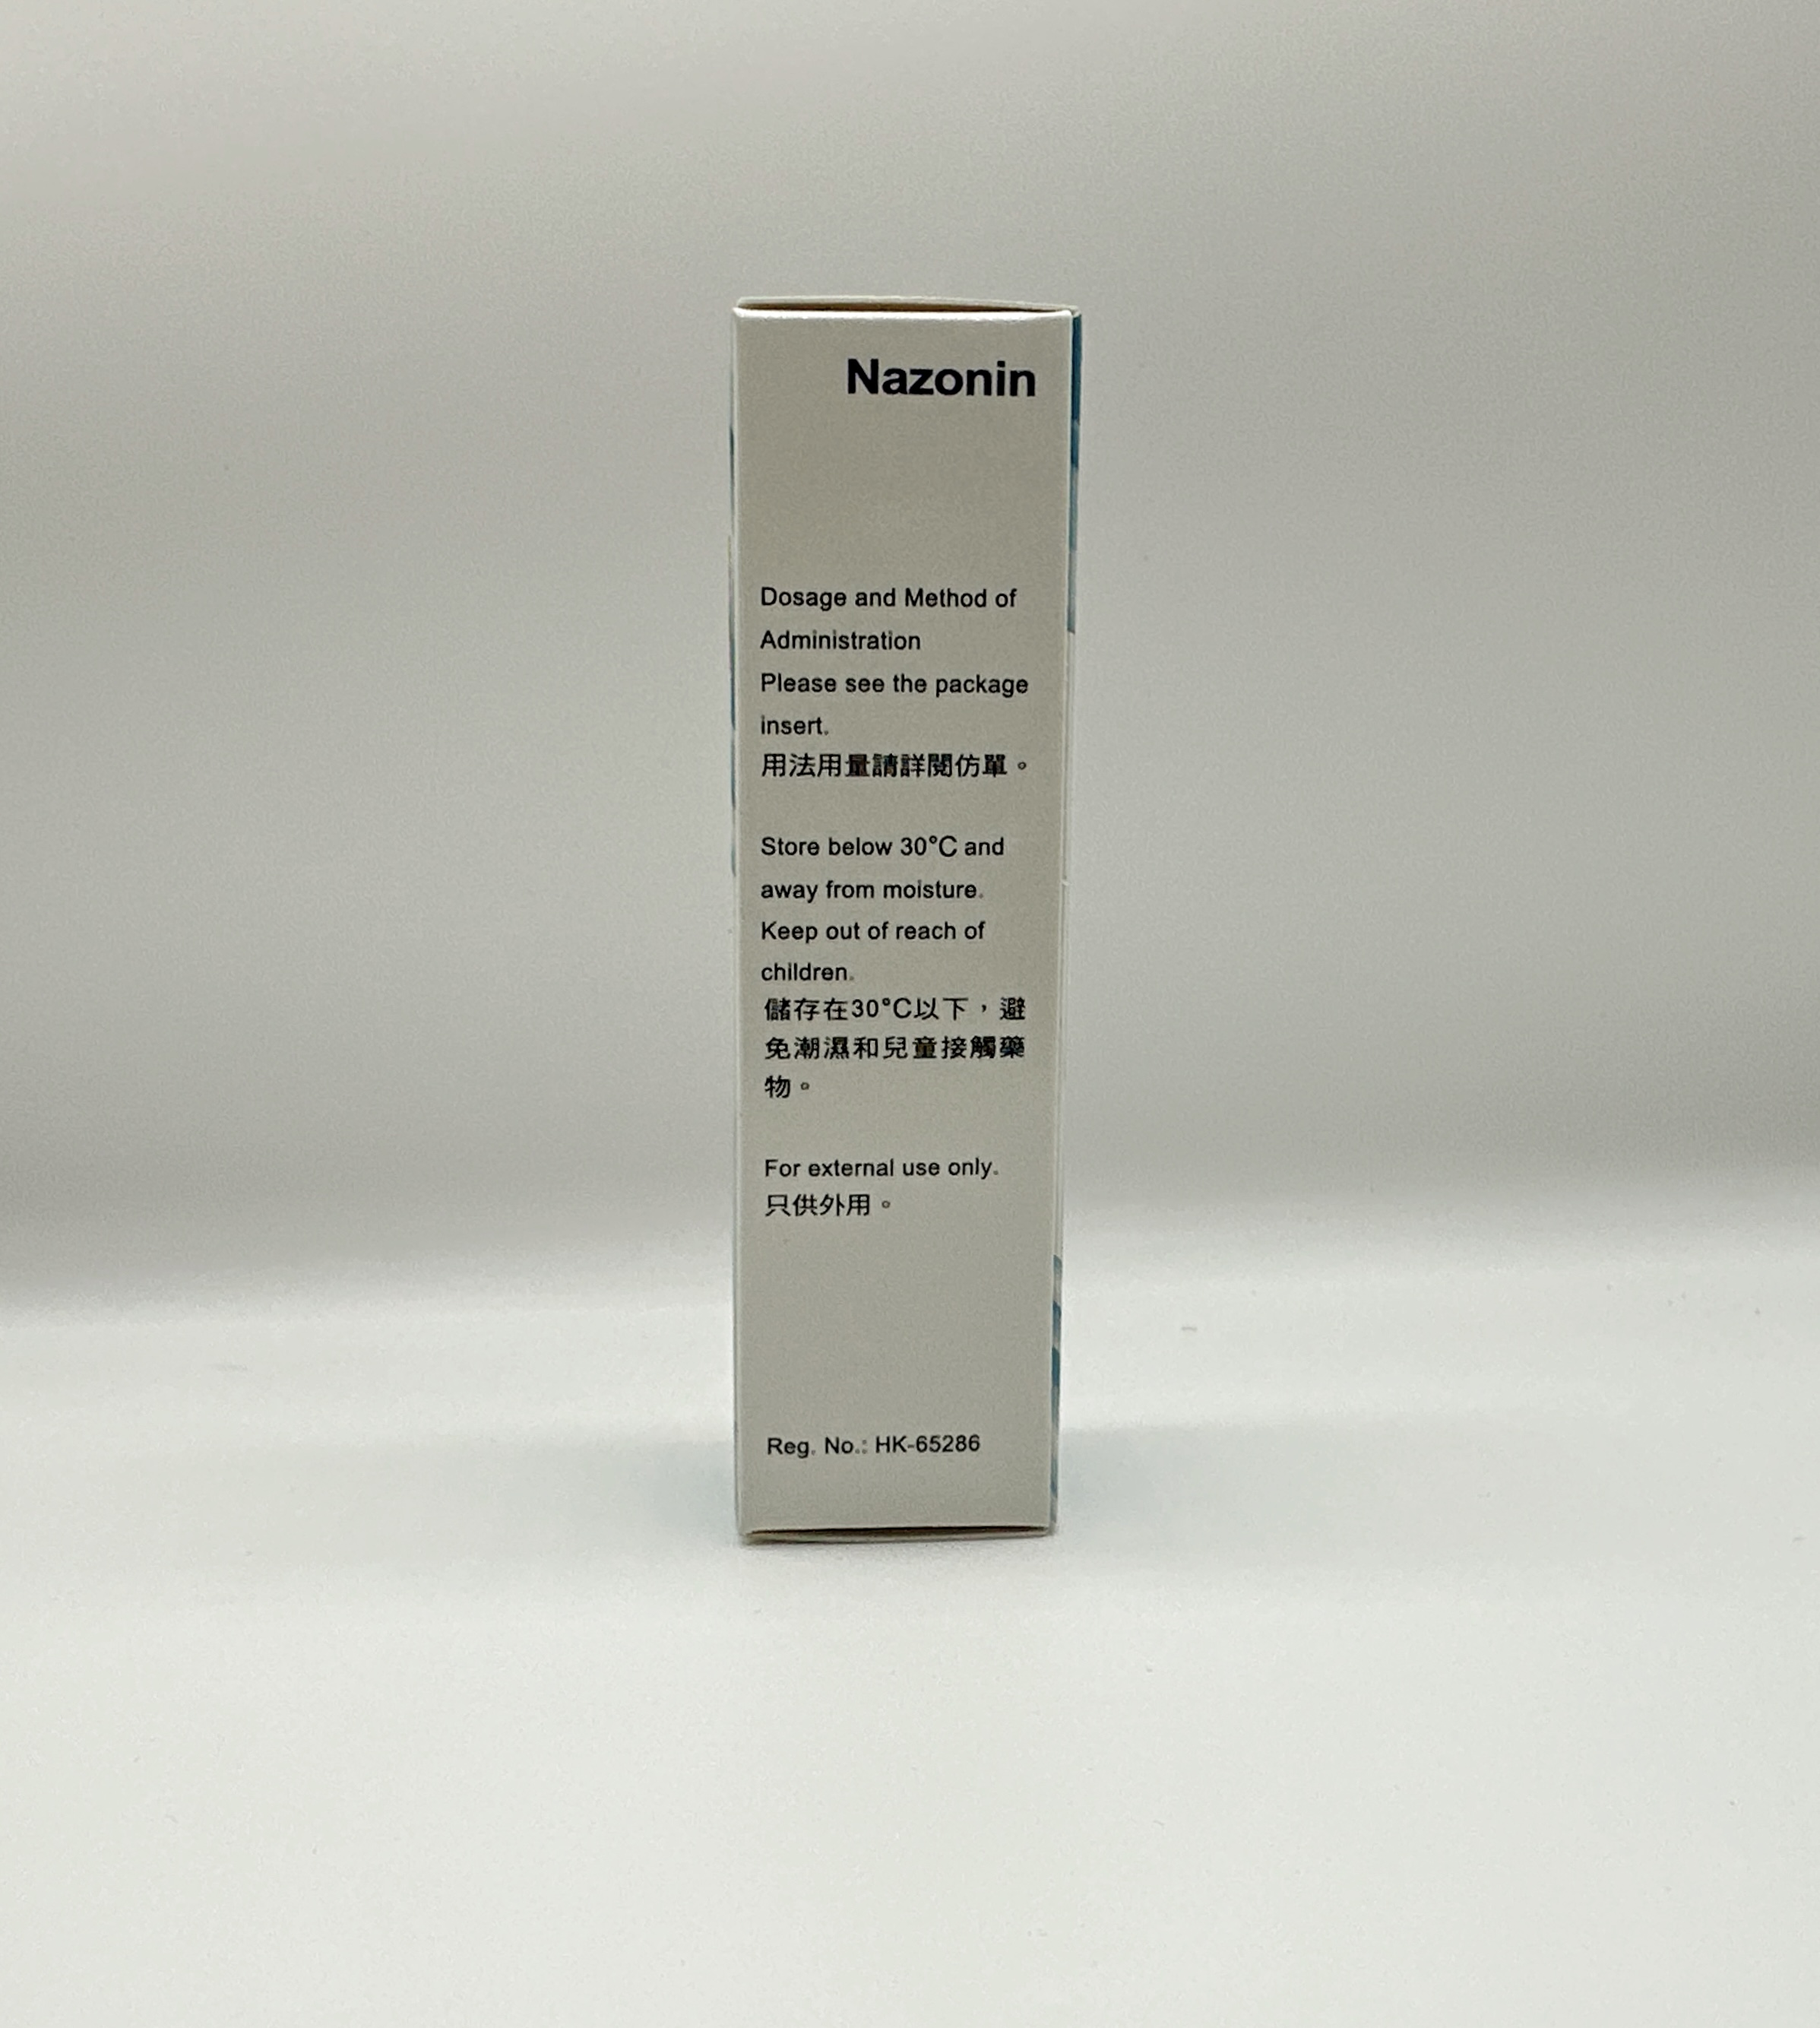 Nazonin
Dosage and Method of
Administration
Please see the package
insert.
用法用量請詳閱仿單。
Store below 30°C and
away from moisture.
Keep out of reach of
children.
儲存在30°C以下，避
免潮濕和兒童接觸藥
物。
For external use only.
只供外用。
Reg. No.: HK-65286